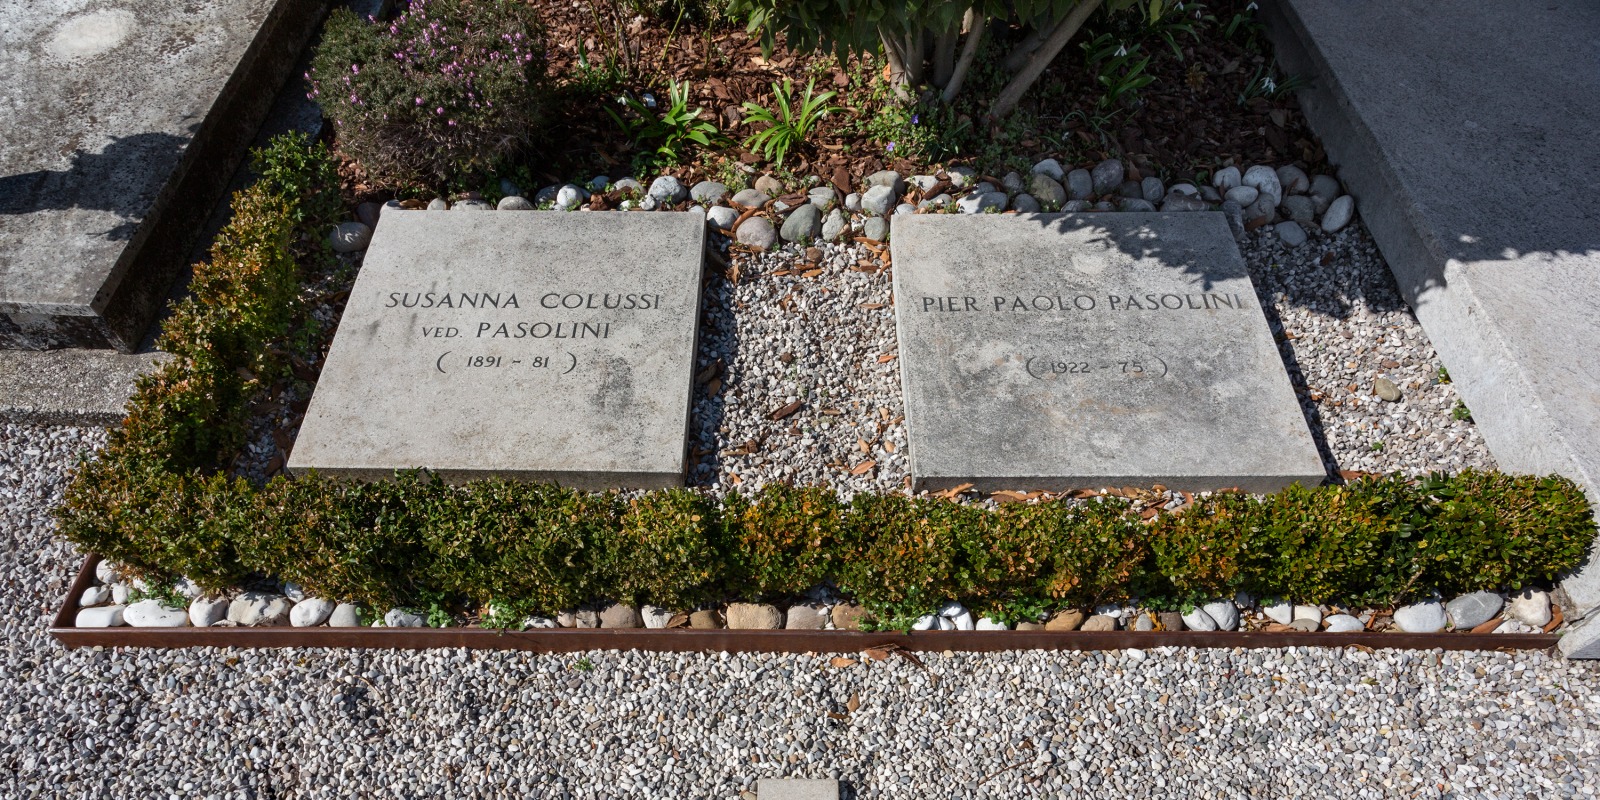 SUSANNA COLUSSI
VED. PASOLINI
( 1891 - 81 )
PIER PAOLO PASOLINI
( 1922 - 75 )